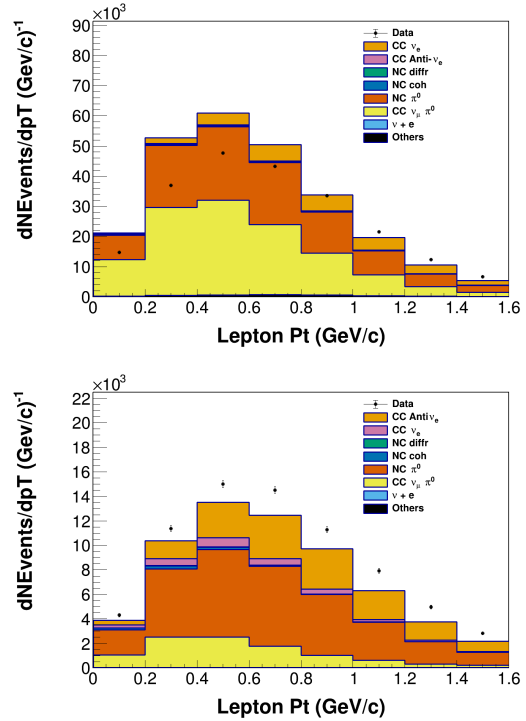 ×10³
90
80
70
60
50
40
30
20
10
0
dNEvents/dpT (Gev/c)⁻¹
Data
CC νₑ
CC Anti-νₑ
NC diffr
NC coh
NC π⁰
CC ν_μ π⁰
ν + e
Others
0 0.2 0.4 0.6 0.8 1 1.2 1.4 1.6
Lepton Pt (GeV/c)
×10³
22
20
18
16
14
12
10
8
6
4
2
0
dNEvents/dpT (Gev/c)⁻¹
Data
CC Anti νₑ
CC νₑ
NC diffr
NC coh
NC π⁰
CC ν_μ π⁰
ν + e
Others
0 0.2 0.4 0.6 0.8 1 1.2 1.4 1.6
Lepton Pt (GeV/c)